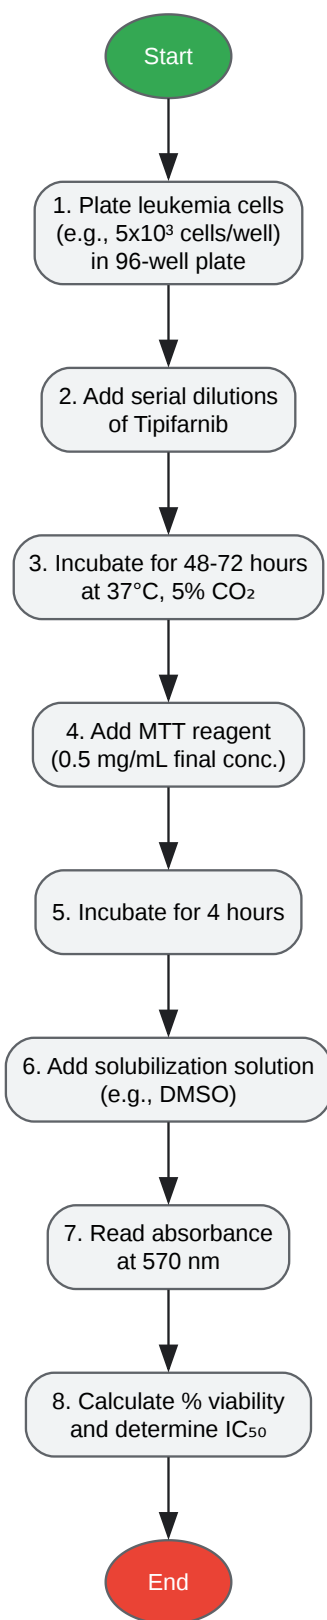 Start
1. Plate leukemia cells
(e.g., 5x10³ cells/well)
in 96-well plate
2. Add serial dilutions
of Tipifarnib
3. Incubate for 48-72 hours
at 37°C, 5% CO₂
4. Add MTT reagent
(0.5 mg/mL final conc.)
5. Incubate for 4 hours
6. Add solubilization solution
(e.g., DMSO)
7. Read absorbance
at 570 nm
8. Calculate % viability
and determine IC₅₀
End